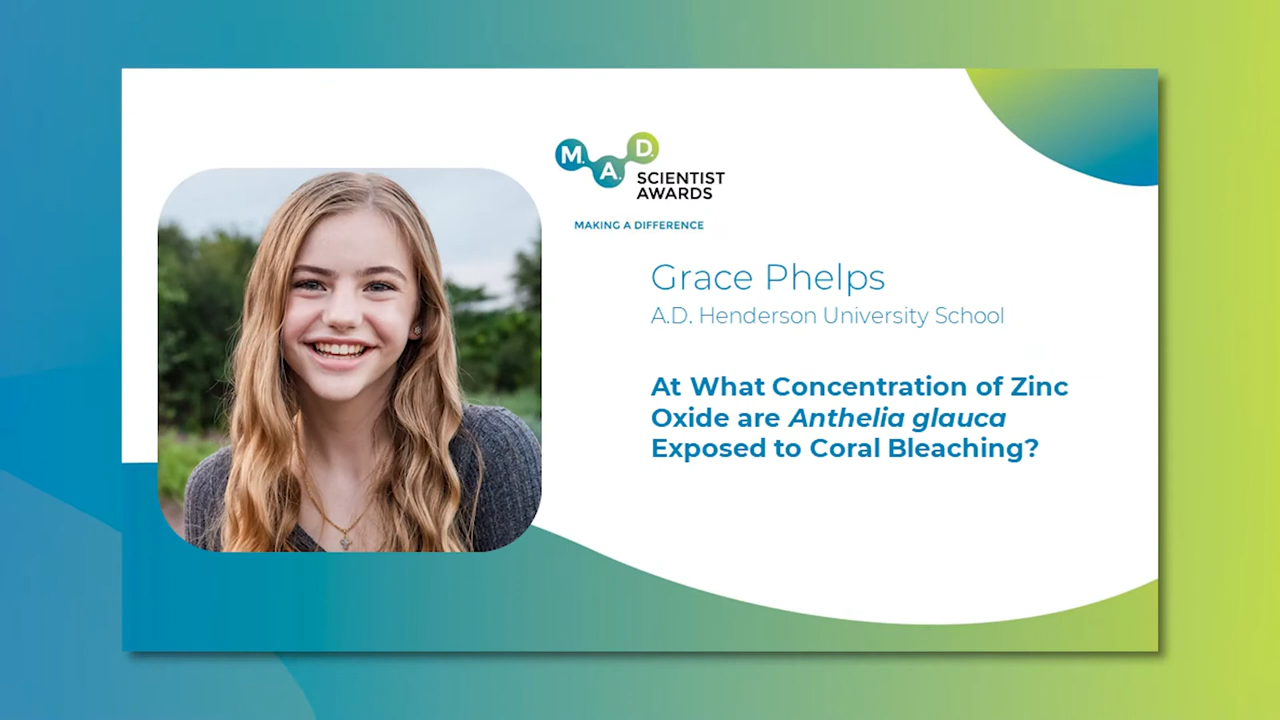 M. A. D.
SCIENTIST
AWARDS
MAKING A DIFFERENCE
Grace Phelps
A.D. Henderson University School
At What Concentration of Zinc
Oxide are Anthelia glauca
Exposed to Coral Bleaching?